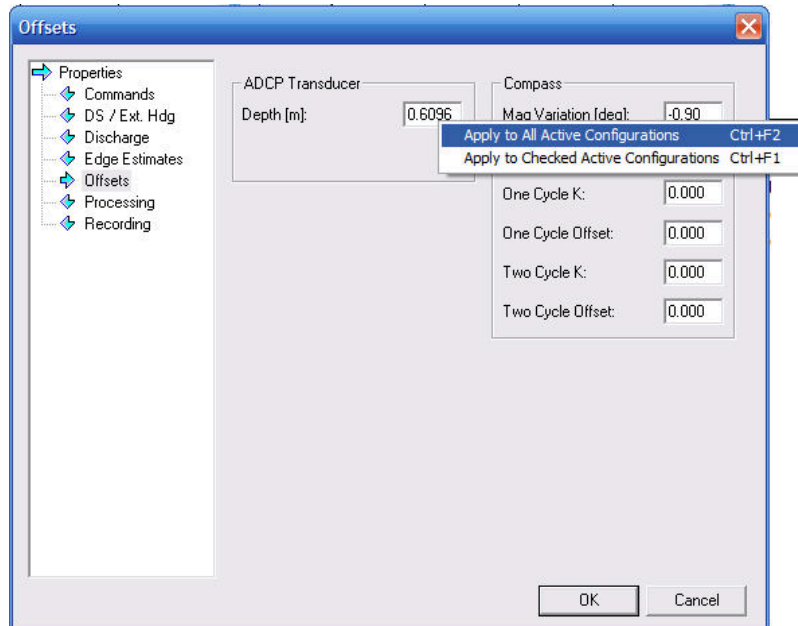 Offsets
Properties
Commands
DS / Ext. Hdg
Discharge
Edge Estimates
Offsets
Processing
Recording
ADCP Transducer
Depth [m]: 0.6096
Compass
Mag Variation [deg]: -0.90
Apply to All Active Configurations Ctrl+F2
Apply to Checked Active Configurations Ctrl+F1
One Cycle K: 0.000
One Cycle Offset: 0.000
Two Cycle K: 0.000
Two Cycle Offset: 0.000
OK Cancel